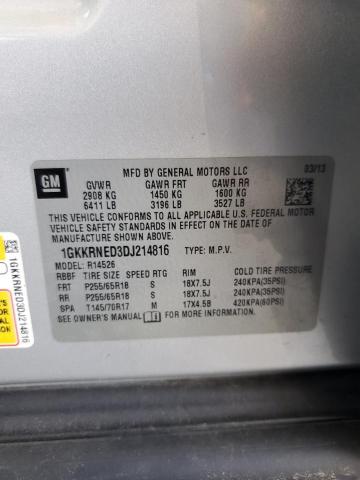 GM
MFD BY GENERAL MOTORS LLC 03/13
GVWR GAWR FRT GAWR RR
2908 KG 1450 KG 1600 KG
6411 LB 3196 LB 3527 LB
THIS VEHICLE CONFORMS TO ALL APPLICABLE U.S. FEDERAL MOTOR
VEHICLE SAFETY STANDARDS IN EFFECT ON THE DATE OF
MANUFACTURE SHOWN ABOVE.
1GKKRNED3DJ214816 TYPE: M.P.V.
MODEL: R14526
RBBF TIRE SIZE SPEED RTG RIM
FRT P255/65R18 S 18X7.5J 240KPA(35PSI)
RR P255/65R18 S 18X7.5J 240KPA(35PSI)
SPA T145/70R17 M 17X4.5B 420KPA(60PSI)
SEE OWNER'S MANUAL FOR MORE INFORMATION.
1GKKRNED3DJ214816